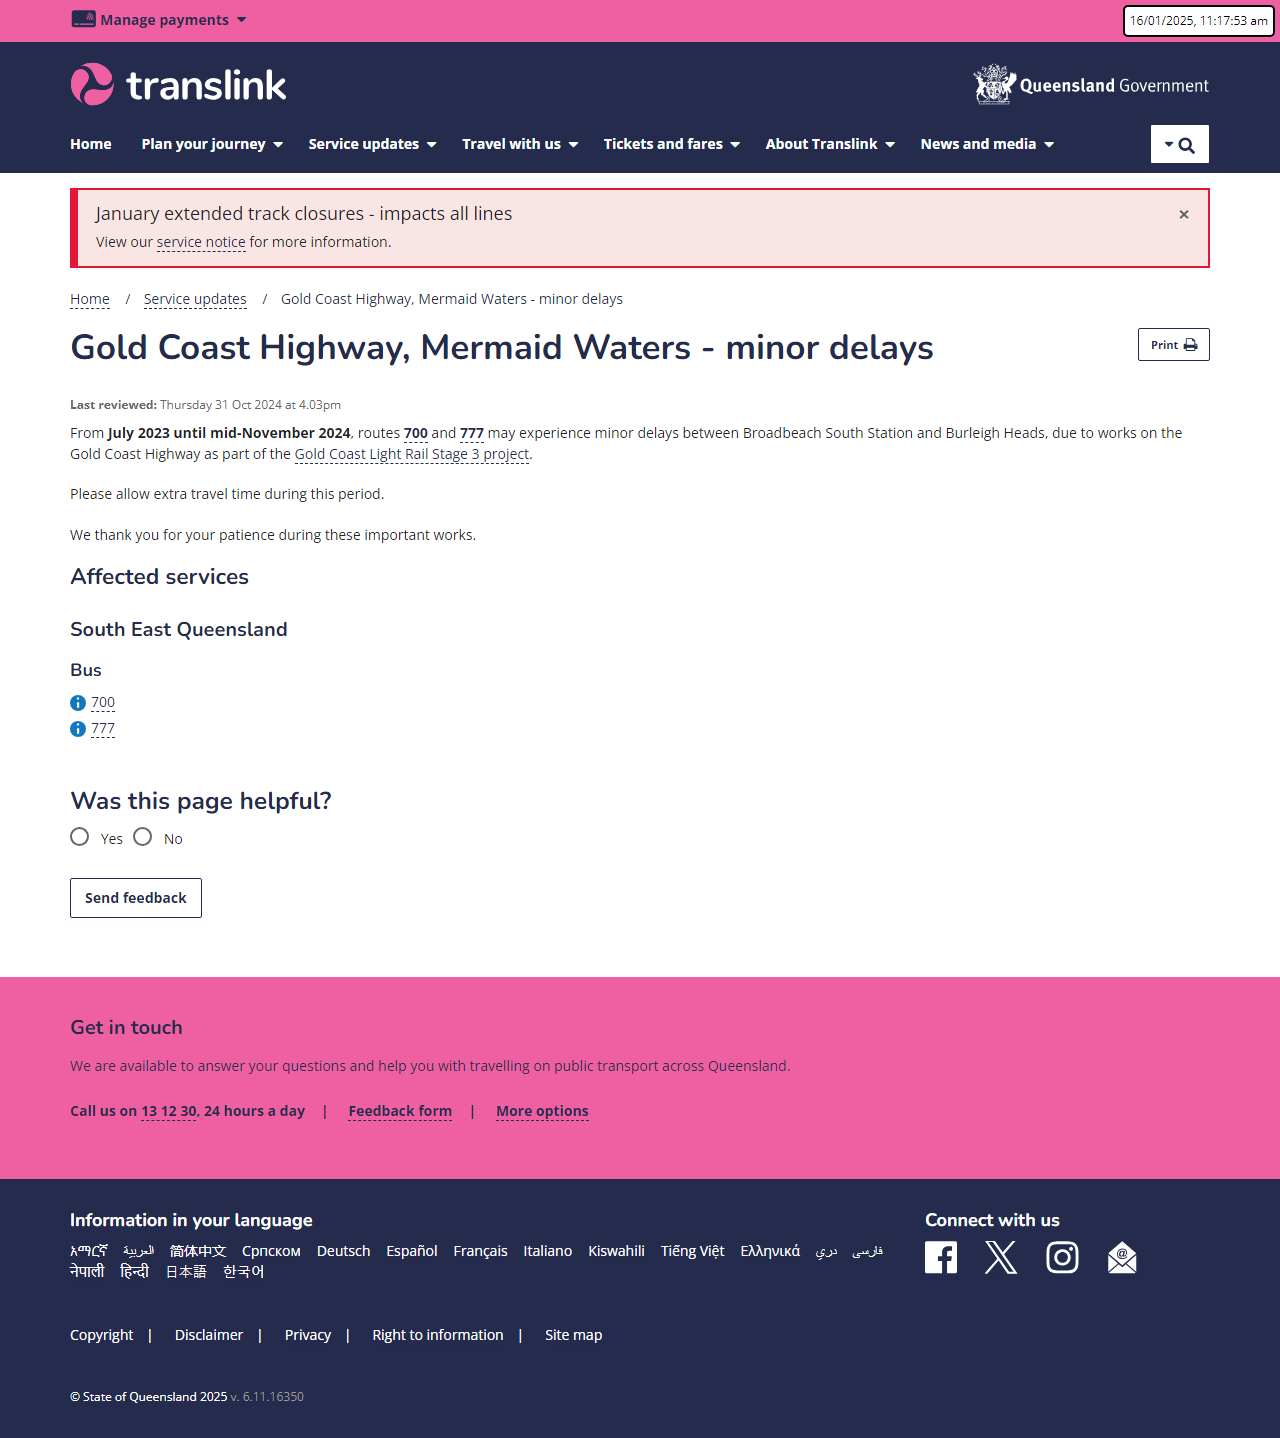 Manage payments
16/01/2025, 11:17:53 am
translink
Queensland Government
Home Plan your journey Service updates Travel with us Tickets and fares About Translink News and media
January extended track closures - impacts all lines ×
View our service notice for more information.
Home / Service updates / Gold Coast Highway, Mermaid Waters - minor delays
Gold Coast Highway, Mermaid Waters - minor delays
Print
Last reviewed: Thursday 31 Oct 2024 at 4.03pm
From July 2023 until mid-November 2024, routes 700 and 777 may experience minor delays between Broadbeach South Station and Burleigh Heads, due to works on the
Gold Coast Highway as part of the Gold Coast Light Rail Stage 3 project.
Please allow extra travel time during this period.
We thank you for your patience during these important works.
Affected services
South East Queensland
Bus
700
777
Was this page helpful?
Yes No
Send feedback
Get in touch
We are available to answer your questions and help you with travelling on public transport across Queensland.
Call us on 13 12 30, 24 hours a day | Feedback form | More options
Information in your language
Connect with us
አማርኛ العربية 简体中文 Српском Deutsch Español Français Italiano Kiswahili Tiếng Việt Ελληνικά دری فارسی
नेपाली हिन्दी 日本語 한국어
Copyright | Disclaimer | Privacy | Right to information | Site map
© State of Queensland 2025 v. 6.11.16350